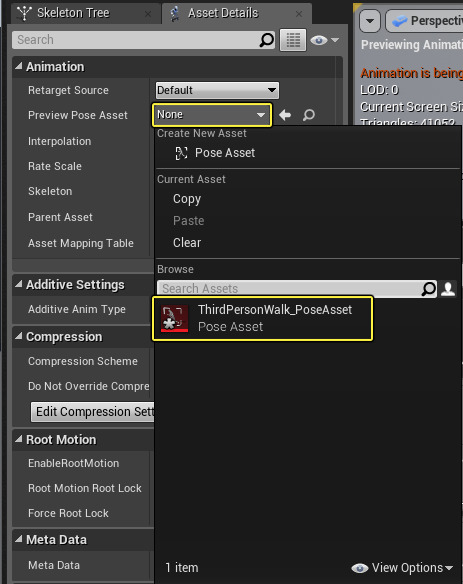 Skeleton Tree
Asset Details
Search
Perspectiv
Previewing Animatio
Animation is being
LOD: 0
Current Screen Siz
Triangles: 41052
Animation
Retarget Source
Default
Preview Pose Asset
None
Interpolation
Rate Scale
Skeleton
Parent Asset
Asset Mapping Table
Create New Asset
Pose Asset
Current Asset
Copy
Paste
Clear
Browse
Search Assets
ThirdPersonWalk_PoseAsset
Pose Asset
Additive Settings
Additive Anim Type
Compression
Compression Scheme
Do Not Override Compre
Edit Compression Sett
Root Motion
EnableRootMotion
Root Motion Root Lock
Force Root Lock
Meta Data
Meta Data
1 item
View Options